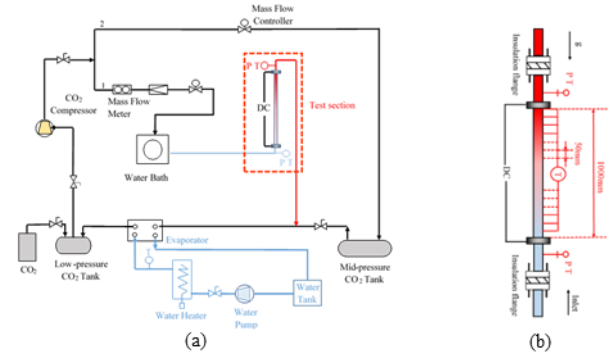 Mass Flow
Controller
2
1
P T
DC
Test section
P T
CO2
Compressor
Mass Flow
Meter
Water Bath
Evaporator
CO2
Low-pressure
CO2 Tank
Mid-pressure
CO2 Tank
Water
Tank
Water Heater
Water
Pump
(a)
Insulation flange
g
P T
DC
50mm
T
1000mm
P T
Insulation flange
Inlet
(b)